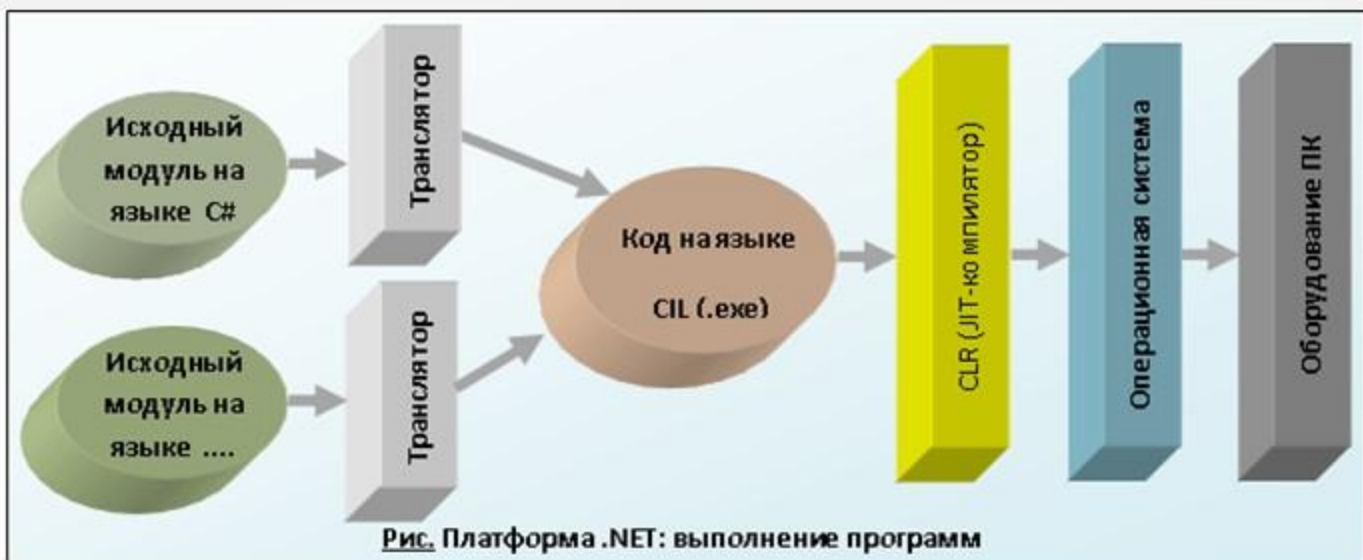 Исходный
модуль на
языке C#
Транслятор
Исходный
модуль на
языке ....
Транслятор
Код на языке
CIL (.exe)
CLR (JIT-компилятор)
Операционная система
Оборудование ПК
Рис. Платформа .NET: выполнение программ